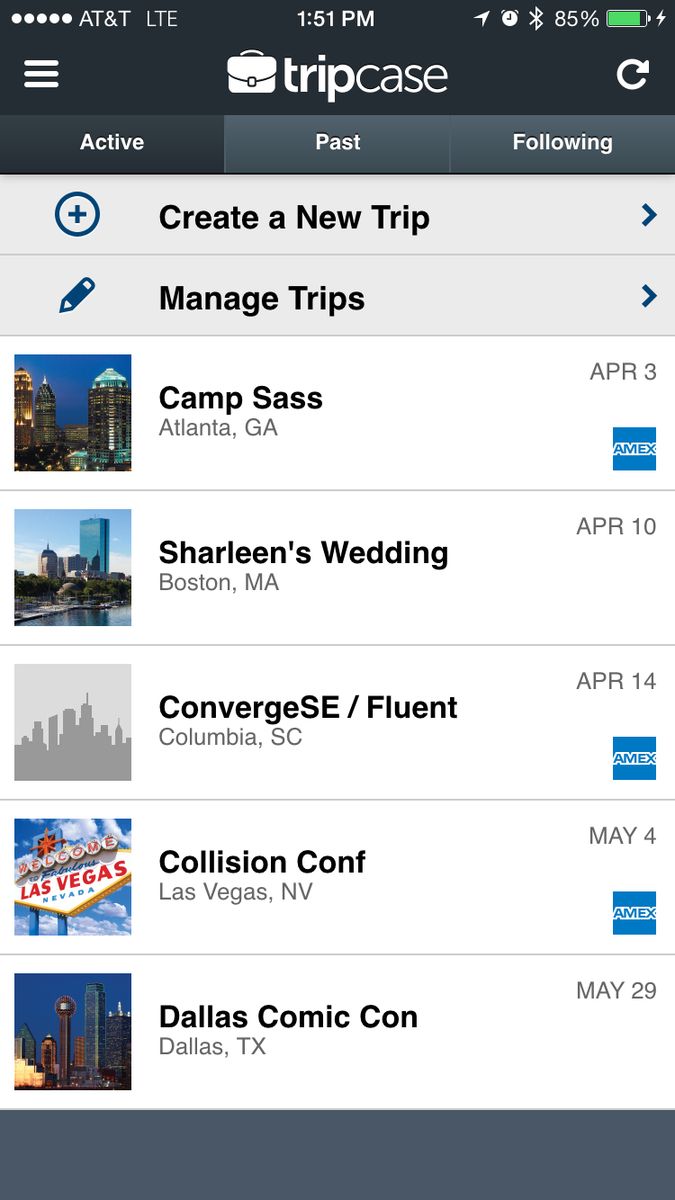 AT&T LTE 1:51 PM 85%
tripcase
Active Past Following
Create a New Trip
Manage Trips
APR 3
Camp Sass
Atlanta, GA
AMEX
APR 10
Sharleen's Wedding
Boston, MA
APR 14
ConvergeSE / Fluent
Columbia, SC
AMEX
WELCOME
TO Fabulous
LAS VEGAS
NEVADA
MAY 4
Collision Conf
Las Vegas, NV
AMEX
MAY 29
Dallas Comic Con
Dallas, TX